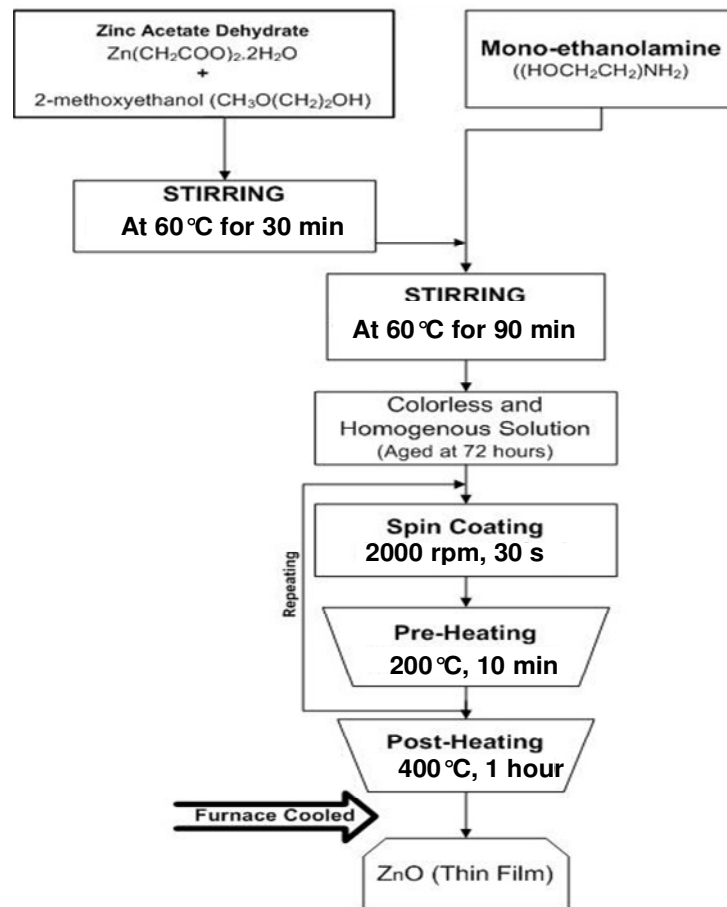 Zinc Acetate Dehydrate
Zn(CH₂COO)₂.2H₂O
+
2-methoxyethanol (CH₃O(CH₂)₂OH)
Mono-ethanolamine
((HOCH₂CH₂)NH₂)
STIRRING
At 60°C for 30 min
STIRRING
At 60°C for 90 min
Colorless and
Homogenous Solution
(Aged at 72 hours)
Repeating
Spin Coating
2000 rpm, 30 s
Pre-Heating
200°C, 10 min
Post-Heating
400°C, 1 hour
Furnace Cooled
ZnO (Thin Film)